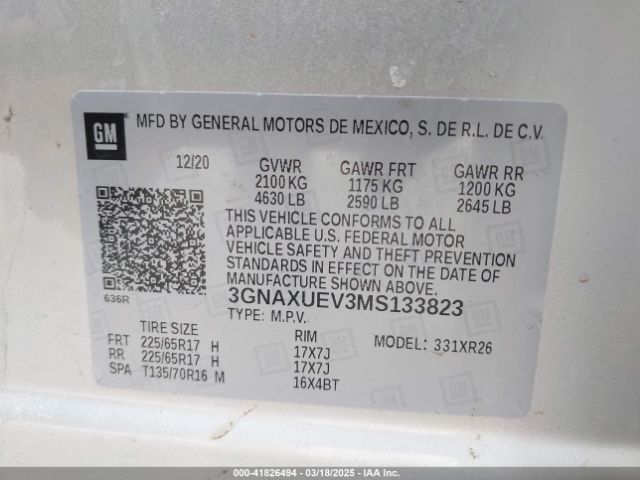 GM
MFD BY GENERAL MOTORS DE MEXICO, S. DE R.L. DE C.V.
12/20 GVWR GAWR FRT GAWR RR
2100 KG 1175 KG 1200 KG
4630 LB 2590 LB 2645 LB
THIS VEHICLE CONFORMS TO ALL
APPLICABLE U.S. FEDERAL MOTOR
VEHICLE SAFETY AND THEFT PREVENTION
STANDARDS IN EFFECT ON THE DATE OF
MANUFACTURE SHOWN ABOVE.
636R 3GNAXUEV3MS133823
TYPE: M.P.V.
TIRE SIZE RIM MODEL: 331XR26
FRT 225/65R17 H 17X7J
RR 225/65R17 H 17X7J
SPA T135/70R16 M 16X4BT
000-41826494 — 03/18/2025 — IAA Inc.